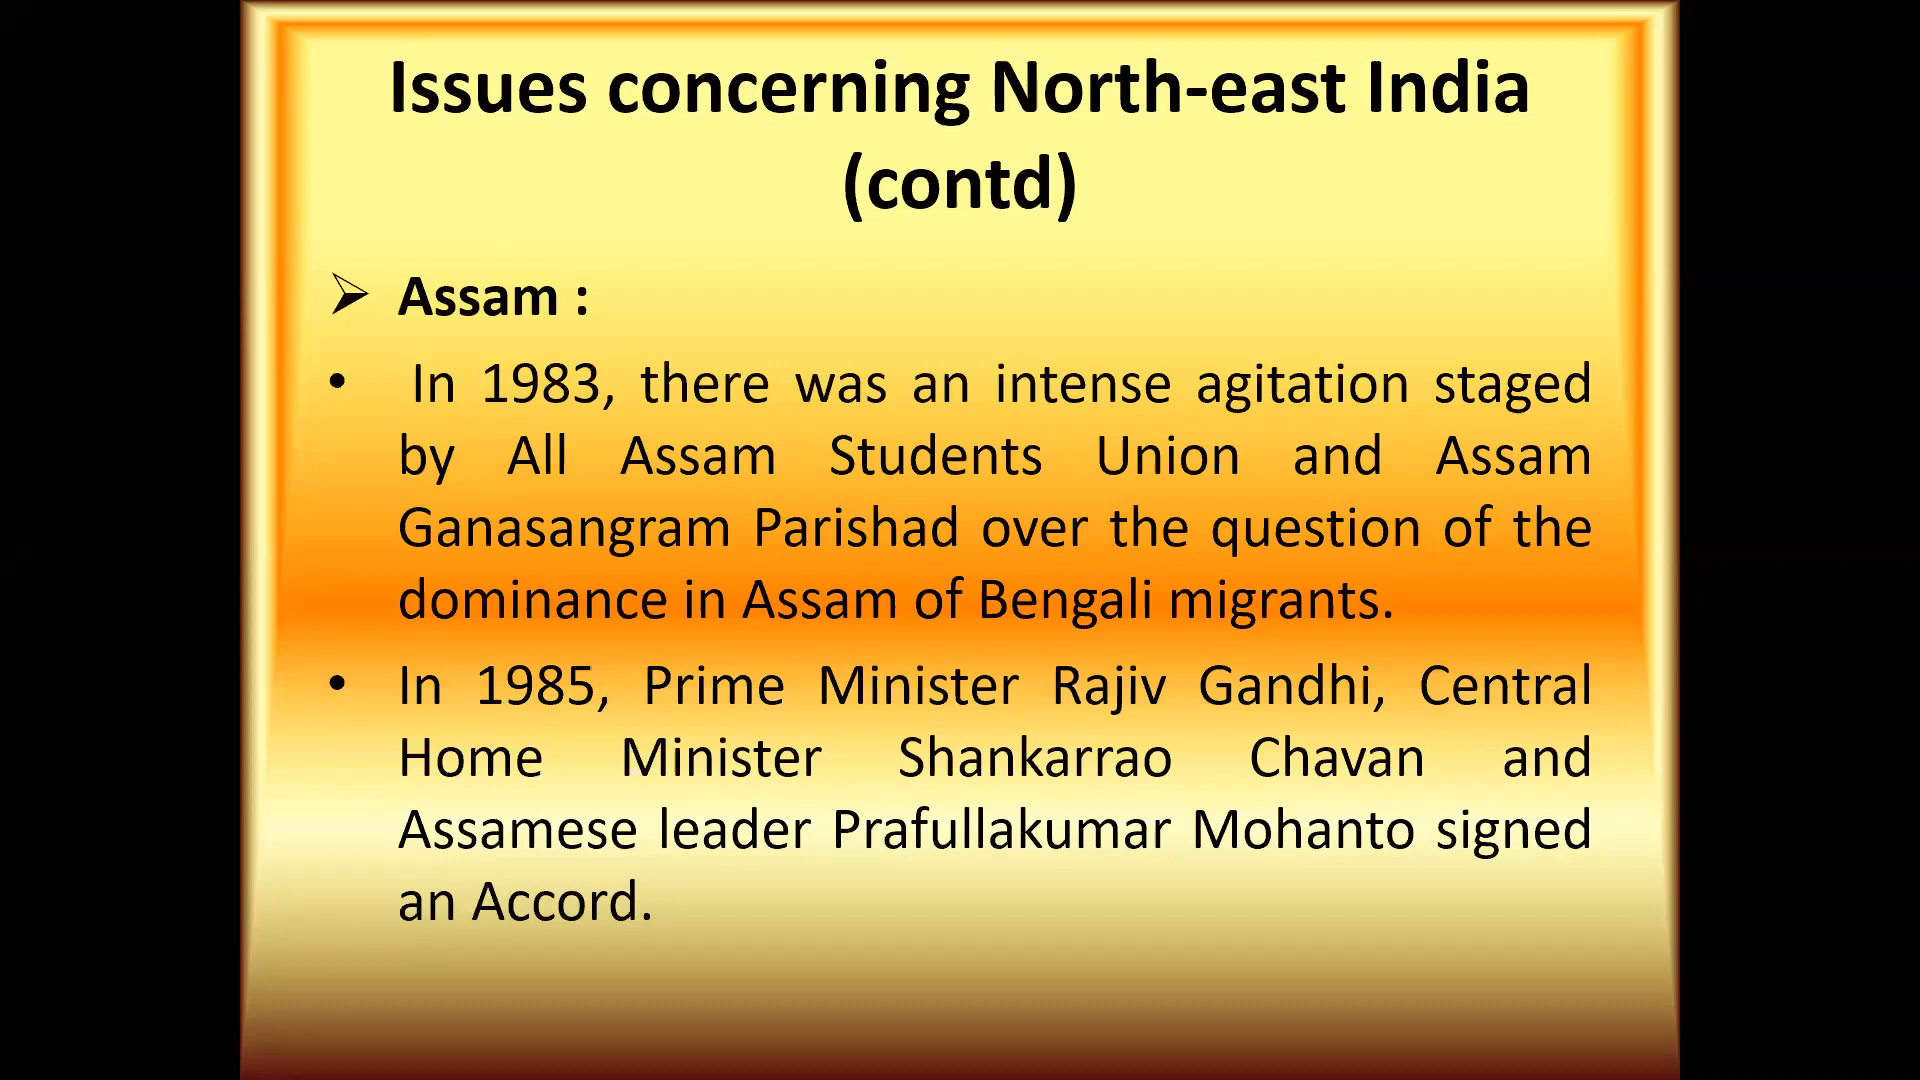 Issues concerning North-east India
(contd)
➢ Assam :
• In 1983, there was an intense agitation staged
by All Assam Students Union and Assam
Ganasangram Parishad over the question of the
dominance in Assam of Bengali migrants.
• In 1985, Prime Minister Rajiv Gandhi, Central
Home Minister Shankarrao Chavan and
Assamese leader Prafullakumar Mohanto signed
an Accord.